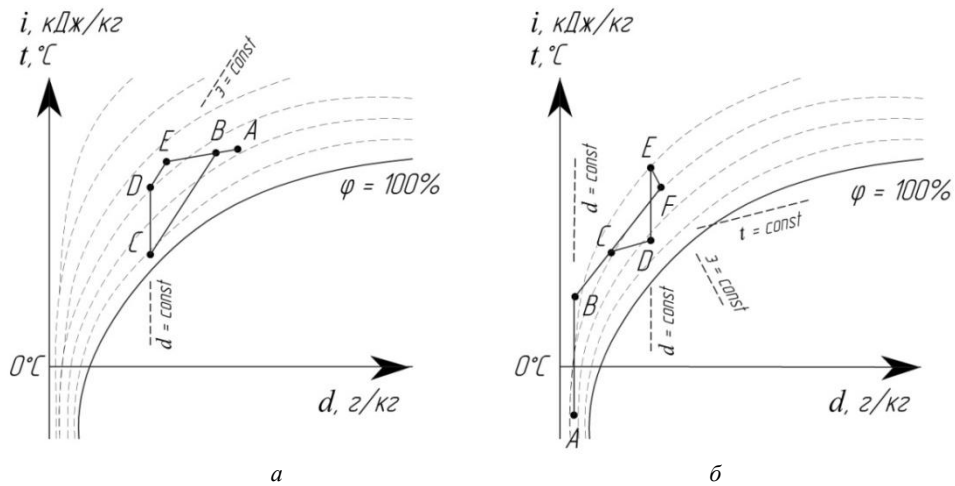 i, кДж/кг
t, °C
з = const
E
B
A
D
C
φ = 100%
d = const
0°C
d, г/кг
а
i, кДж/кг
t, °C
d = const
E
F
C
D
B
φ = 100%
t = const
з = const
d = const
0°C
A
d, г/кг
б